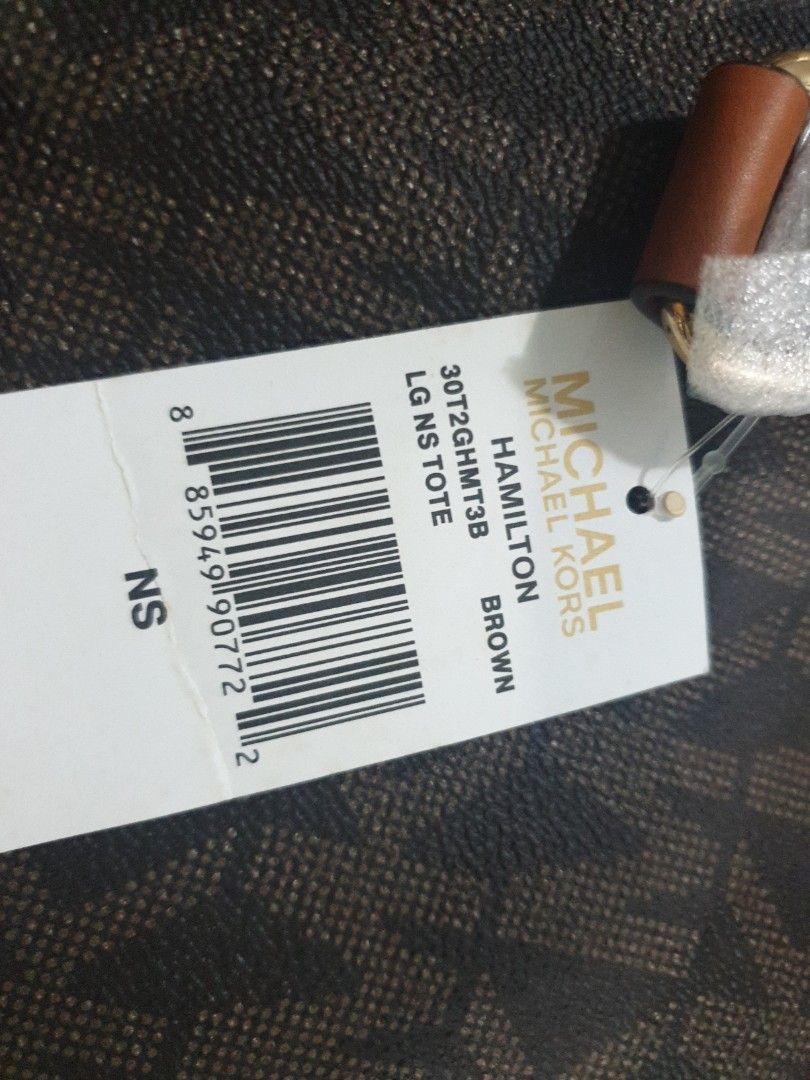 MICHAEL
MICHAEL KORS
HAMILTON
30T2GHMT3B BROWN
LG NS TOTE
8 85949 90772 2
NS